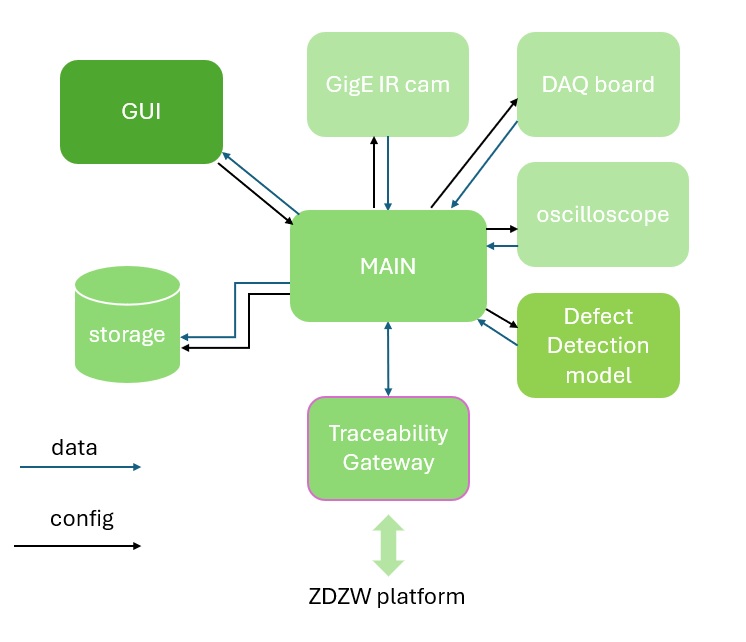 GUI
GigE IR cam
DAQ board
oscilloscope
MAIN
storage
Defect
Detection
model
Traceability
Gateway
data
config
ZDZW platform